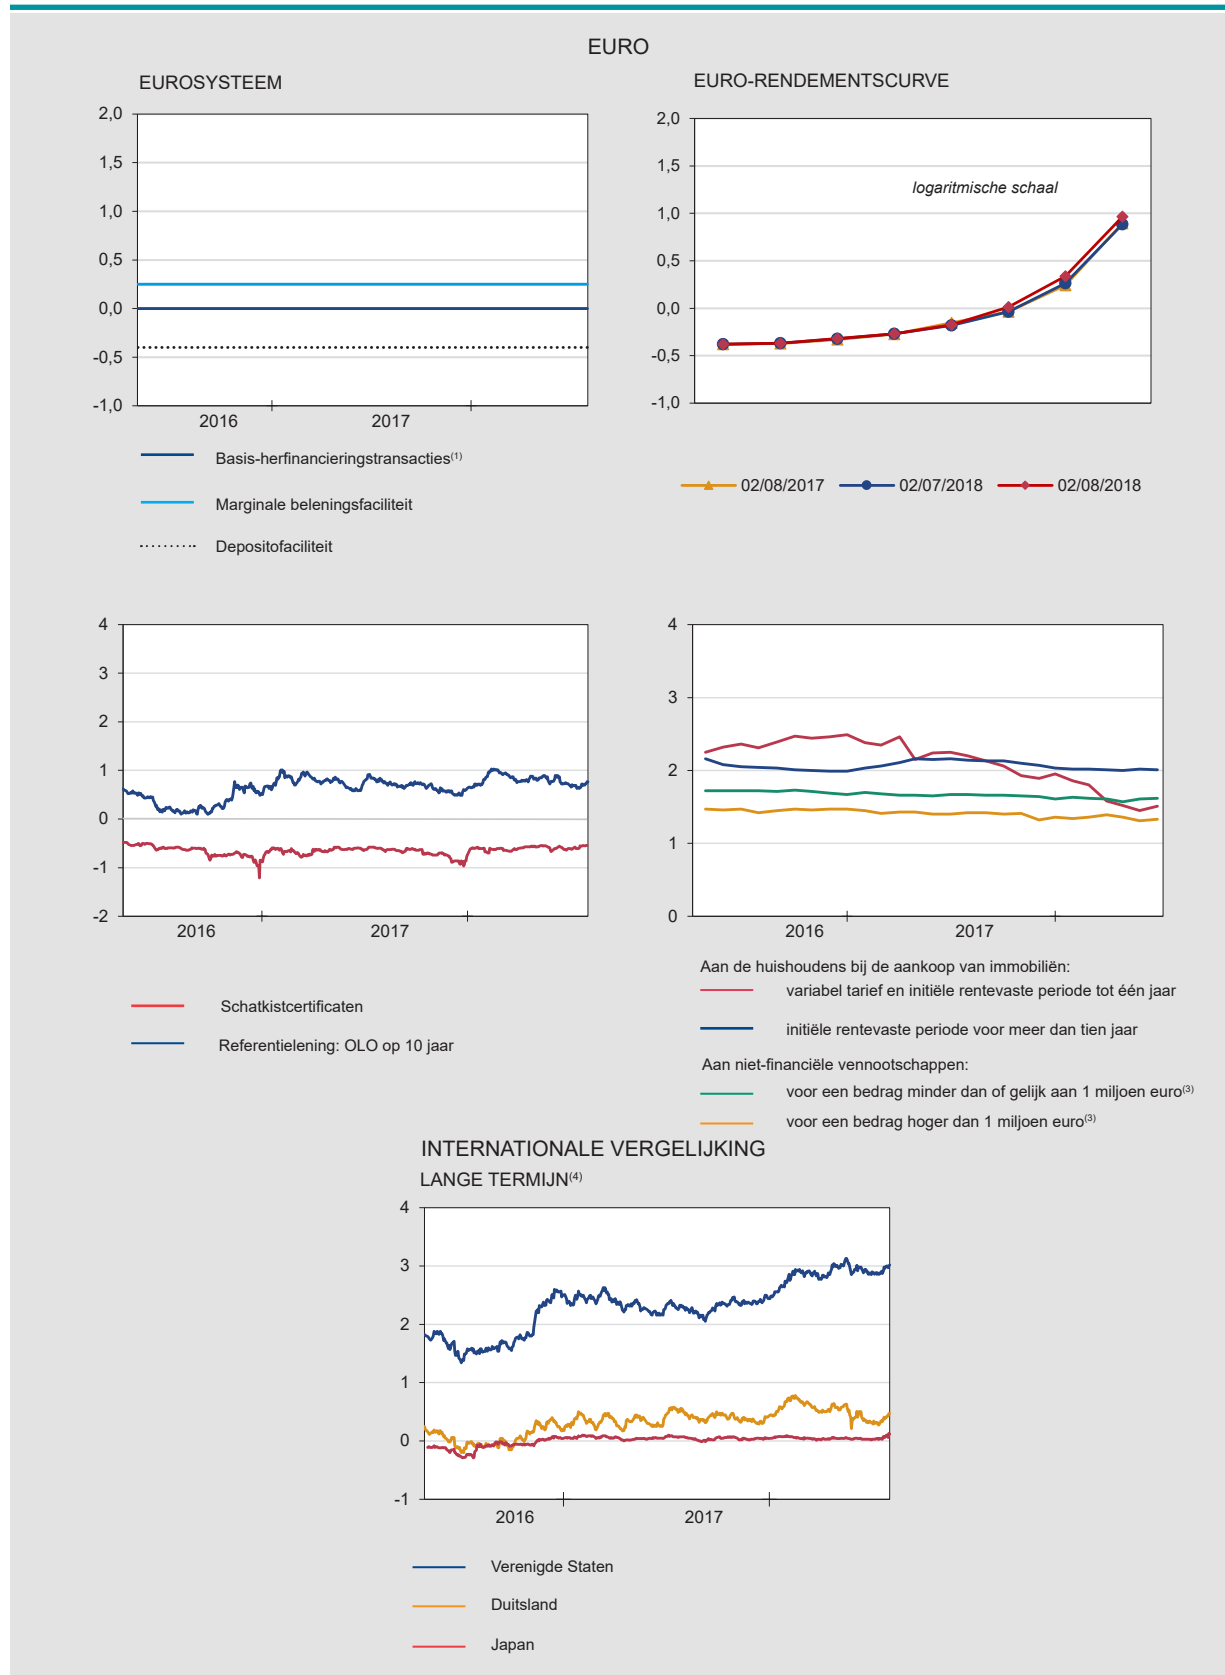 EURO
EUROSYSTEEM
2,0
1,5
1,0
0,5
0,0
-0,5
-1,0
2016 2017
Basis-herfinancieringstransacties(1)
Marginale beleningsfaciliteit
Depositofaciliteit
EURO-RENDEMENTSCURVE
2,0
1,5
1,0
0,5
0,0
-0,5
-1,0
logaritmische schaal
02/08/2017 02/07/2018 02/08/2018
4
3
2
1
0
-1
-2
2016 2017
Schatkistcertificaten
Referentielening: OLO op 10 jaar
4
3
2
1
0
2016 2017
Aan de huishoudens bij de aankoop van immobiliën:
variabel tarief en initiële rentevaste periode tot één jaar
initiële rentevaste periode voor meer dan tien jaar
Aan niet-financiële vennootschappen:
voor een bedrag minder dan of gelijk aan 1 miljoen euro(3)
voor een bedrag hoger dan 1 miljoen euro(3)
INTERNATIONALE VERGELIJKING
LANGE TERMIJN(4)
4
3
2
1
0
-1
2016 2017
Verenigde Staten
Duitsland
Japan